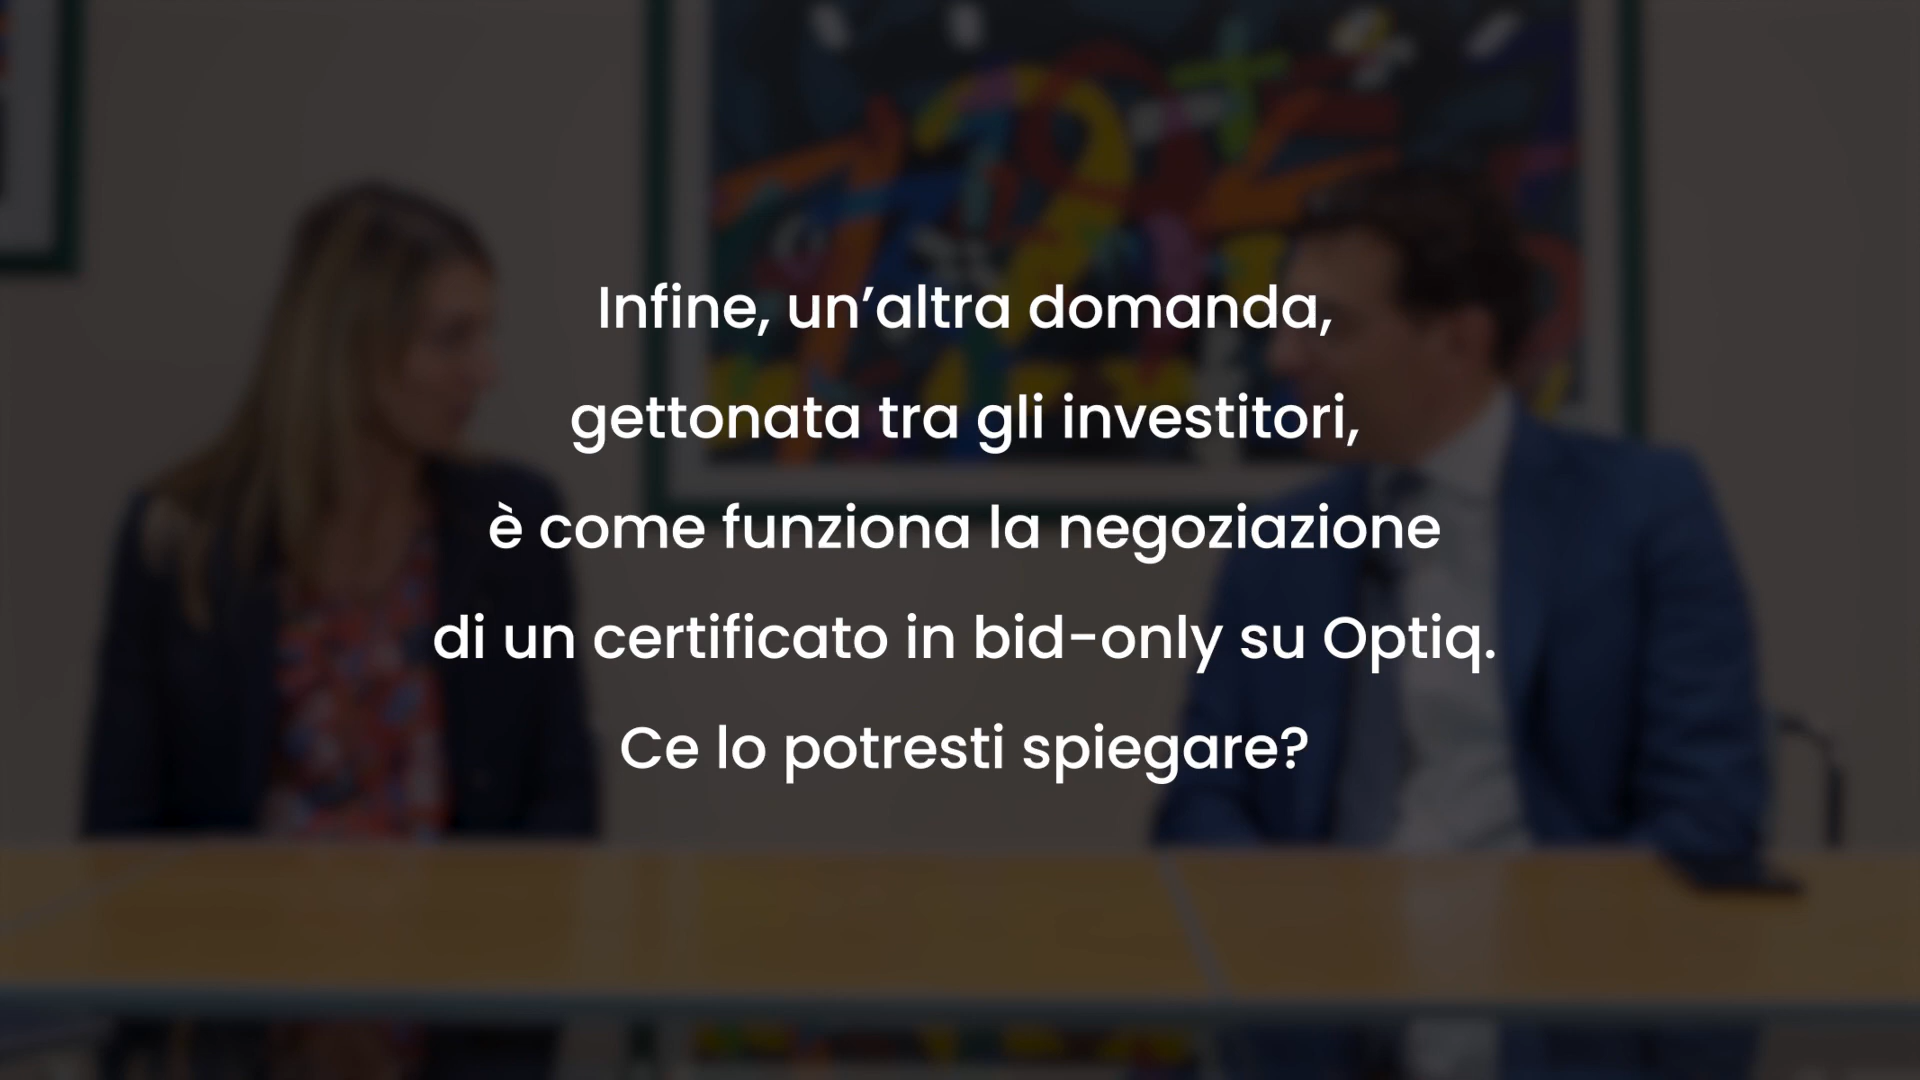 Infine, un’altra domanda,
gettonata tra gli investitori,
è come funziona la negoziazione
di un certificato in bid-only su Optiq.
Ce lo potresti spiegare?